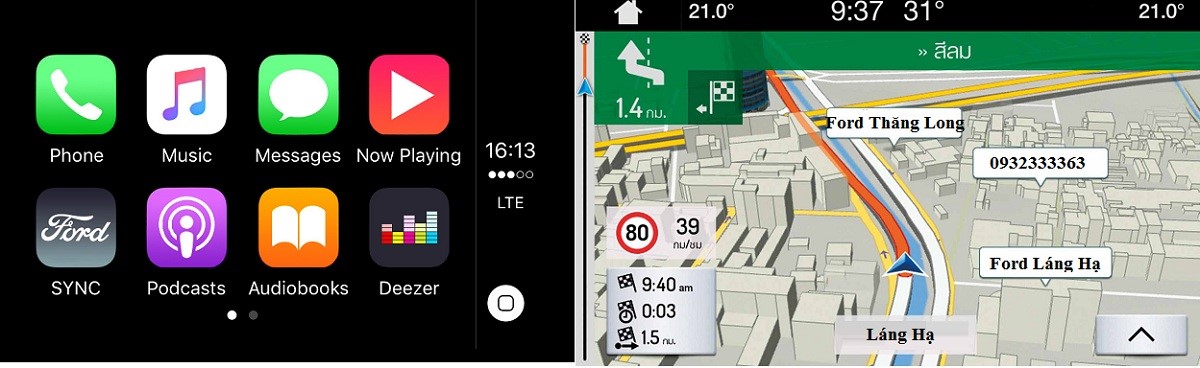 Phone
Music
Messages
Now Playing
Ford
SYNC
Podcasts
Audiobooks
Deezer
16:13
LTE
21.0°
9:37
31°
21.0°
» สีลม
1.4 กม.
Ford Thăng Long
0932333363
80
39
กม/ชม
Ford Láng Hạ
9:40 am
0:03
1.5 กม.
Láng Hạ